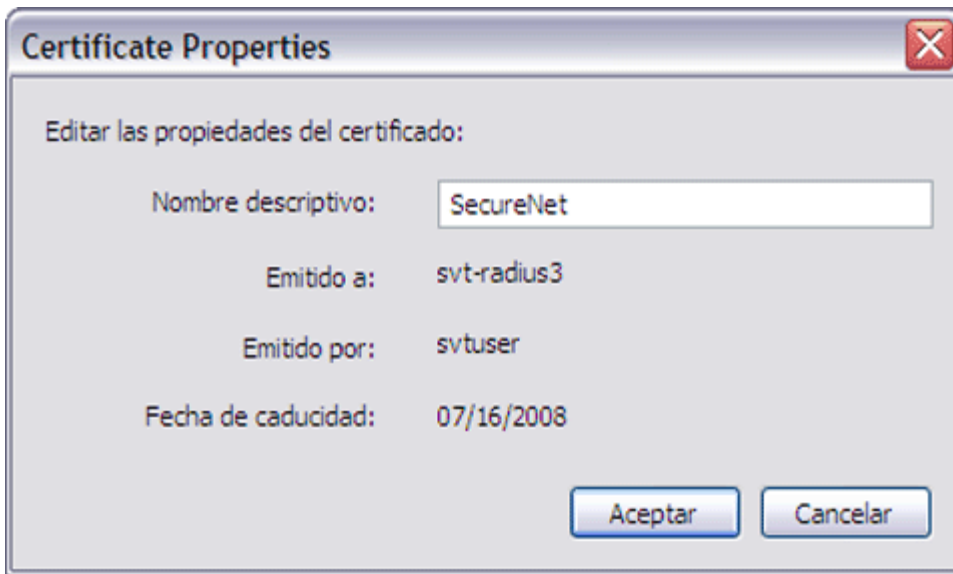 Certificate Properties
Editar las propiedades del certificado:
Nombre descriptivo: SecureNet
Emitido a: svt-radius3
Emitido por: svtuser
Fecha de caducidad: 07/16/2008
Aceptar Cancelar